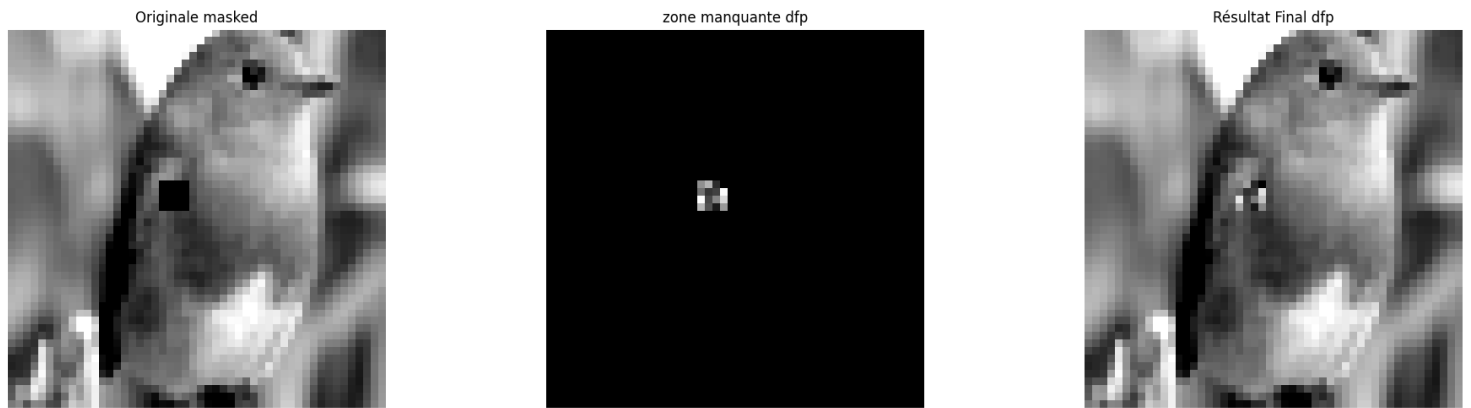 Originale masked
zone manquante dfp
Résultat Final dfp